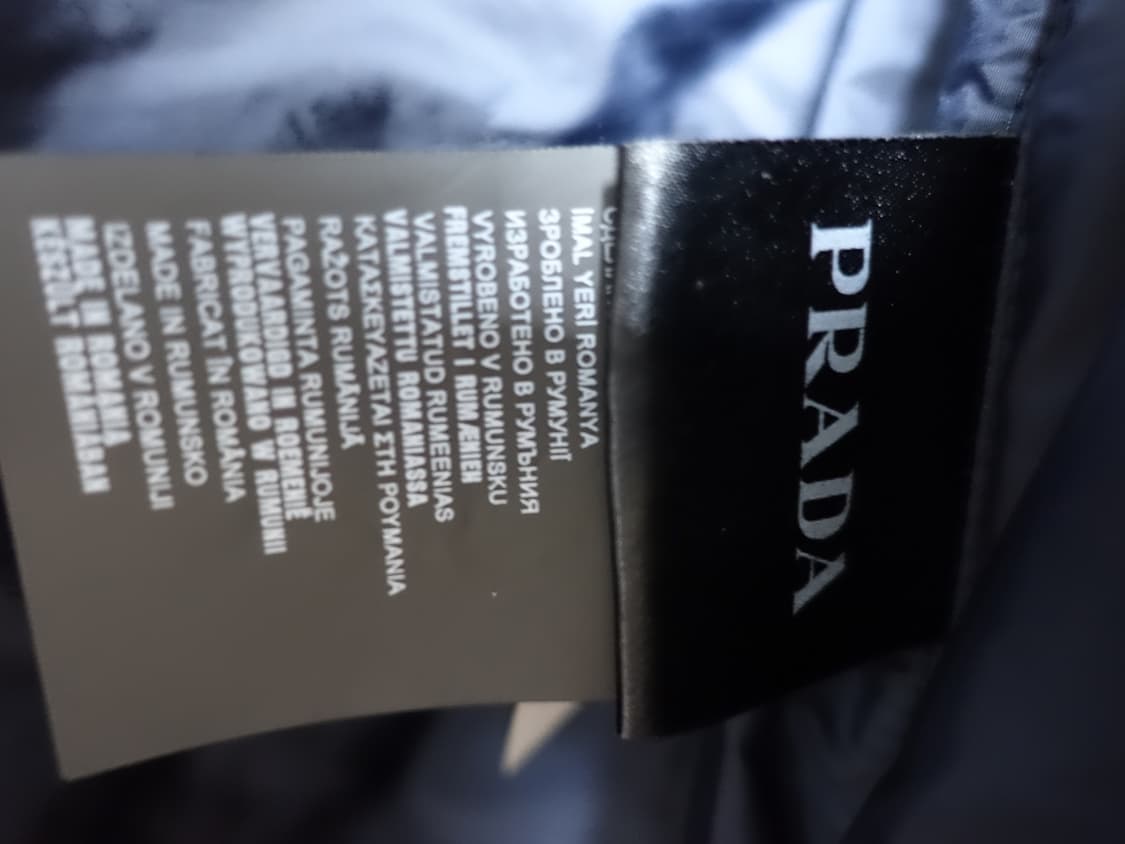 PRADA
IMAL YERİ ROMANYA
ЗРОБЛЕНО В РУМУНІЇ
ИЗРАБОТЕНО В РУМЪНИЯ
VYROBENO V RUMUNSKU
FREMSTILLET I RUMÆNIEN
VALMISTATUD RUMEENIAS
VALMISTETTU ROMANIASSA
ΚΑΤΑΣΚΕΥΑΖΕΤΑΙ ΣΤΗ ΡΟΥΜΑΝΙΑ
RAŽOTS RUMĀNIJĀ
PAGAMINTA RUMUNIJOJE
VERVAARDIGD IN ROEMENIË
WYPRODUKOWANO W RUMUNII
FABRICAT ÎN ROMÂNIA
MADE IN RUMUNSKO
IZDELANO V ROMUNIJI
MADE IN ROMANIA
KÉSZÜLT ROMÁNIÁBAN